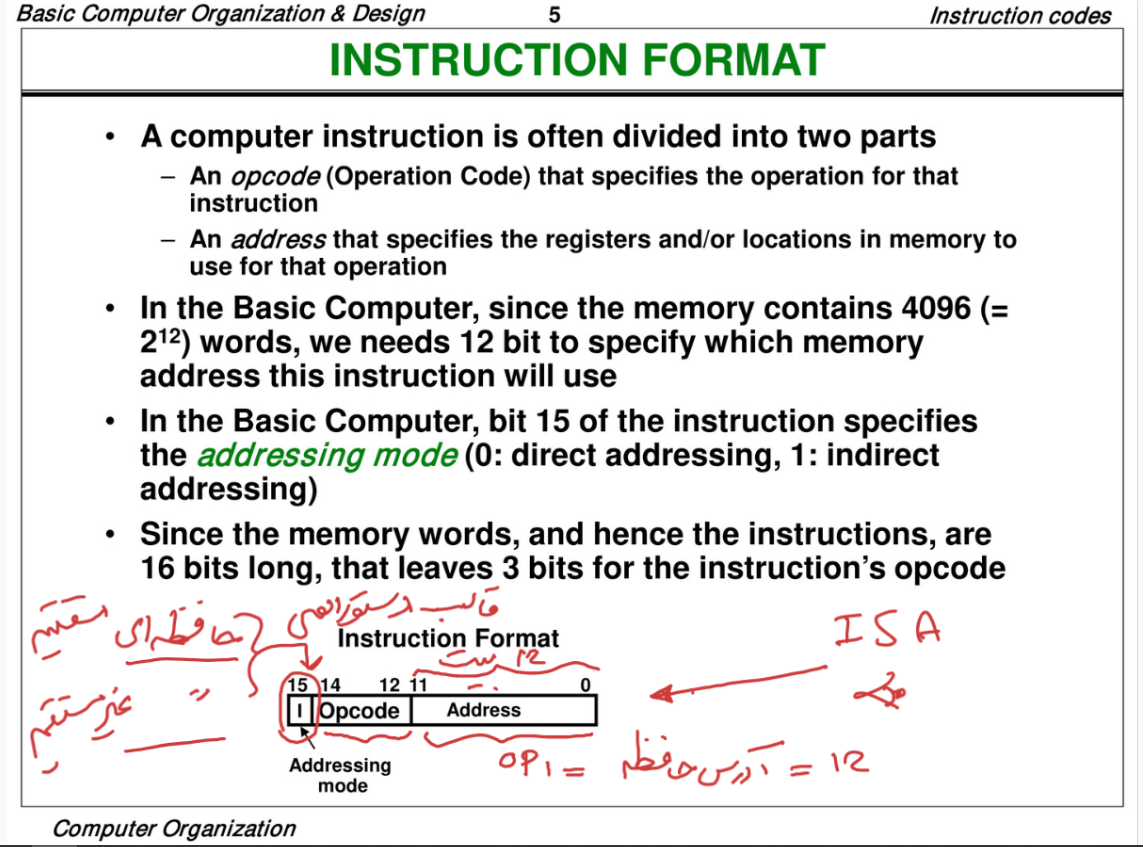 Basic Computer Organization & Design 5 Instruction codes
INSTRUCTION FORMAT
• A computer instruction is often divided into two parts
– An opcode (Operation Code) that specifies the operation for that
instruction
– An address that specifies the registers and/or locations in memory to
use for that operation
• In the Basic Computer, since the memory contains 4096 (=
2¹²) words, we needs 12 bit to specify which memory
address this instruction will use
• In the Basic Computer, bit 15 of the instruction specifies
the addressing mode (0: direct addressing, 1: indirect
addressing)
• Since the memory words, and hence the instructions, are
16 bits long, that leaves 3 bits for the instruction's opcode
قالب دستورالعمل
حافظه ای مستقیم
ISA
Instruction Format
۱۲ بیت
15 14 12 11 0
I Opcode Address
" غیر مستقیم
OP1 = آدرس حافظه = 12
Addressing
mode
Computer Organization